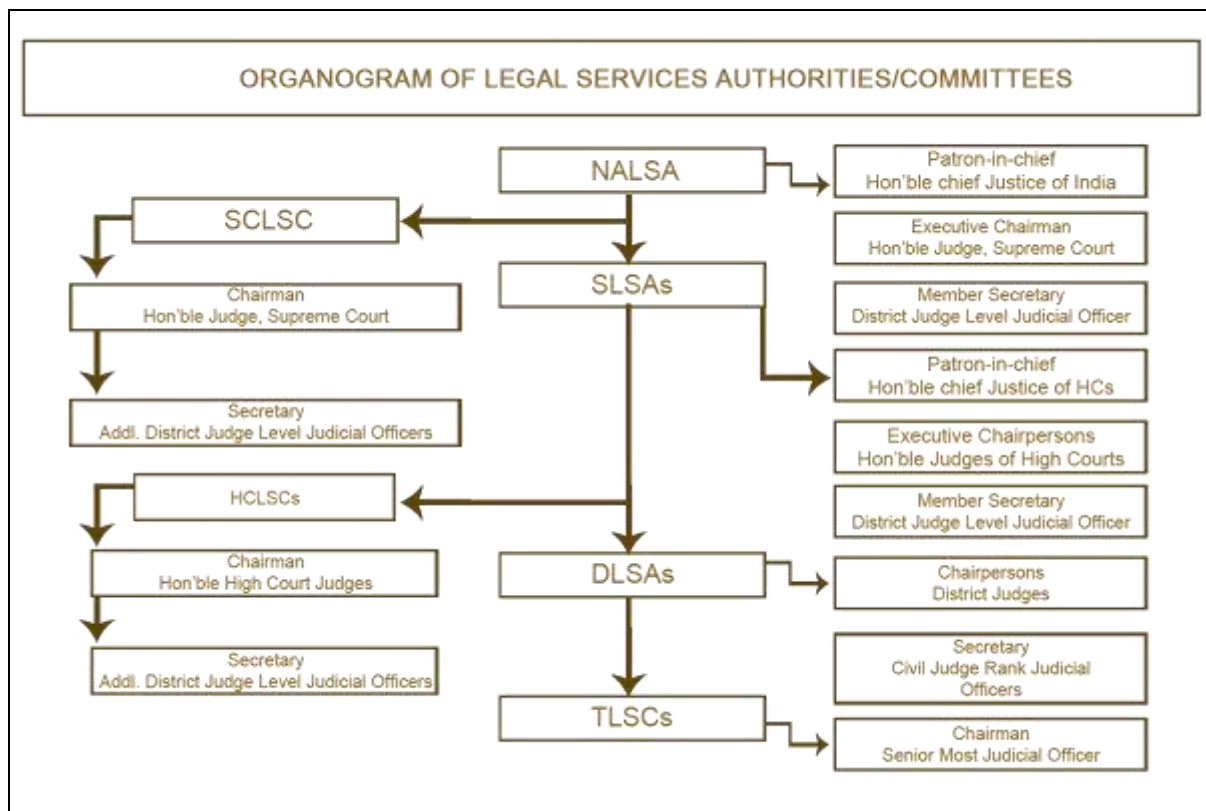 ORGANOGRAM OF LEGAL SERVICES AUTHORITIES/COMMITTEES
NALSA
Patron-in-chief
Hon'ble chief Justice of India
SCLSC
Executive Chairman
Hon'ble Judge, Supreme Court
SLSAs
Chairman
Hon'ble Judge, Supreme Court
Member Secretary
District Judge Level Judicial Officer
Patron-in-chief
Hon'ble chief Justice of HCs
Secretary
Addl. District Judge Level Judicial Officers
Executive Chairpersons
Hon'ble Judges of High Courts
HCLSCs
Member Secretary
District Judge Level Judicial Officer
Chairman
Hon'ble High Court Judges
DLSAs
Chairpersons
District Judges
Secretary
Addl. District Judge Level Judicial Officers
Secretary
Civil Judge Rank Judicial
Officers
TLSCs
Chairman
Senior Most Judicial Officer